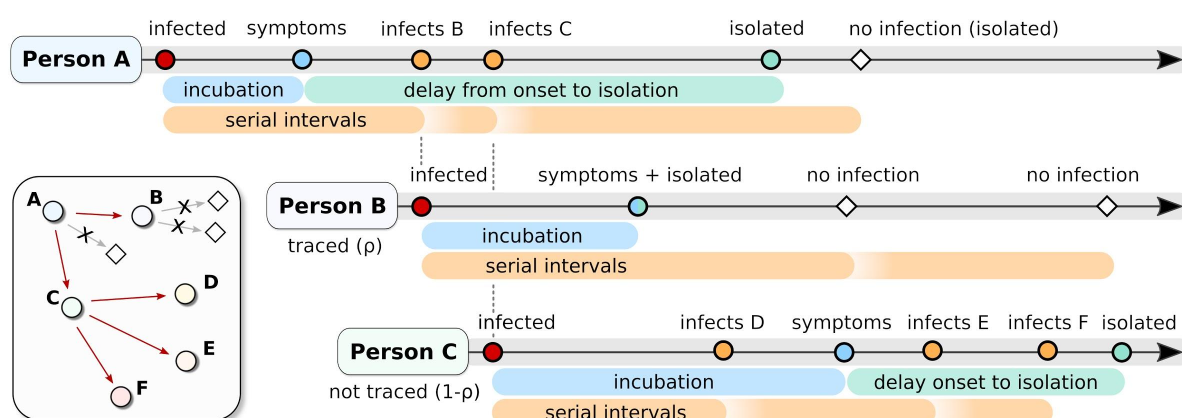 infected symptoms infects B infects C isolated no infection (isolated)
Person A
incubation delay from onset to isolation
serial intervals
infected symptoms + isolated no infection no infection
Person B
traced (ρ)
incubation
serial intervals
infected infects D symptoms infects E infects F isolated
Person C
not traced (1-ρ)
incubation delay onset to isolation
serial intervals
A B
X X
X
C D
E
F